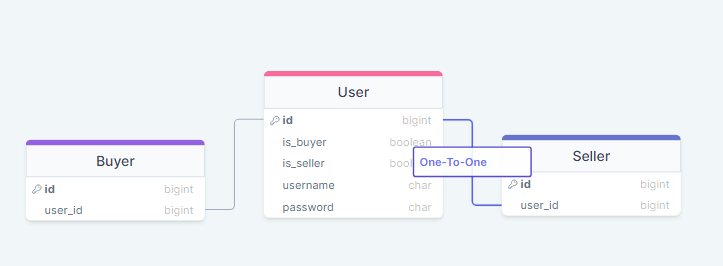 User
id bigint
is_buyer boolean
is_seller
username char
password char
Buyer
id bigint
user_id bigint
One-To-One
Seller
id bigint
user_id bigint